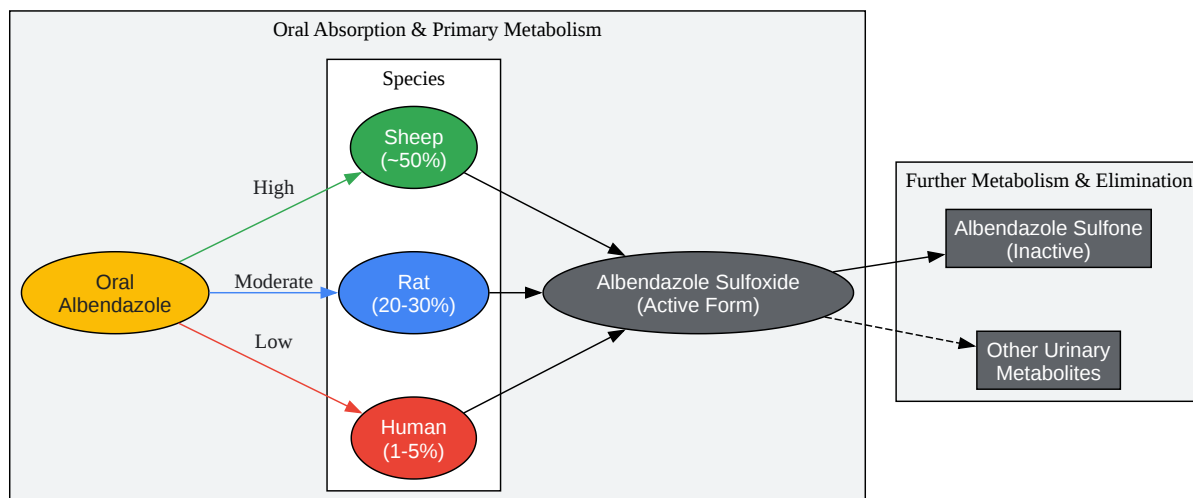 Oral Absorption & Primary Metabolism
Species
Sheep
(~50%)
High
Further Metabolism & Elimination
Albendazole Sulfone
(Inactive)
Oral
Albendazole
Moderate
Rat
(20-30%)
Albendazole Sulfoxide
(Active Form)
Low
Other Urinary
Metabolites
Human
(1-5%)